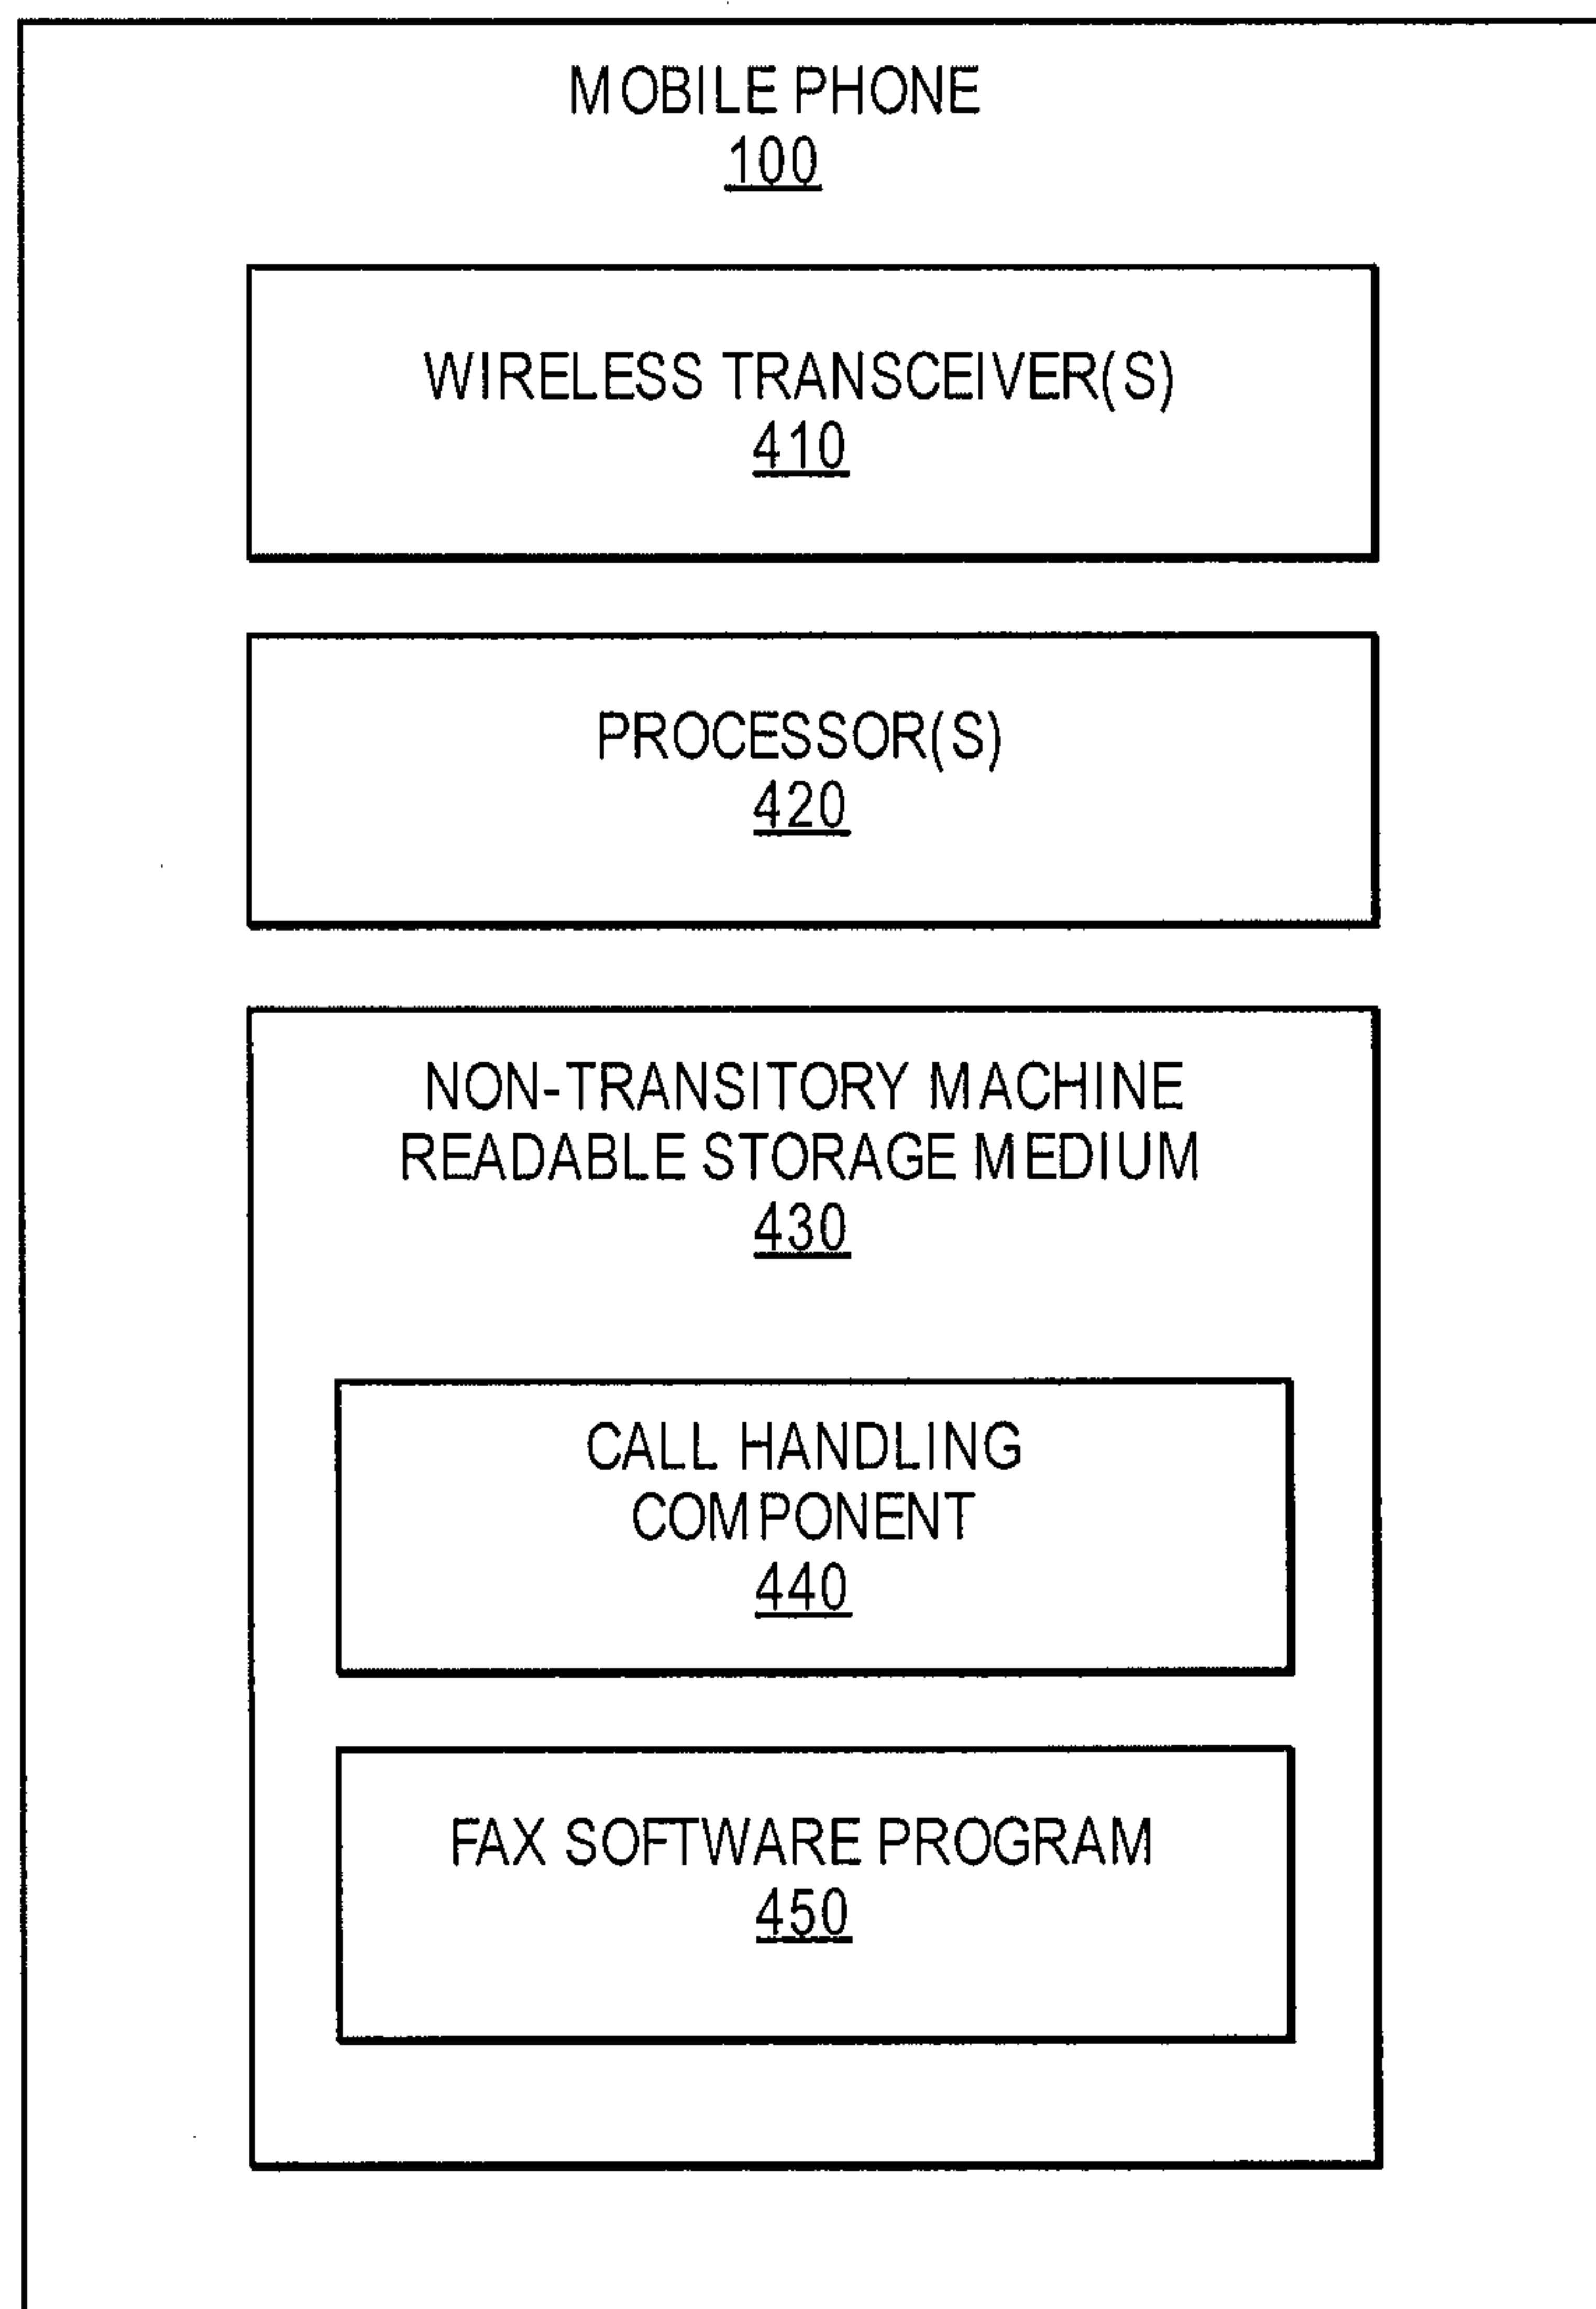 MOBILE PHONE
100
WIRELESS TRANSCEIVER(S)
410
PROCESSOR(S)
420
NON-TRANSITORY MACHINE
READABLE STORAGE MEDIUM
430
CALL HANDLING
COMPONENT
440
FAX SOFTWARE PROGRAM
450